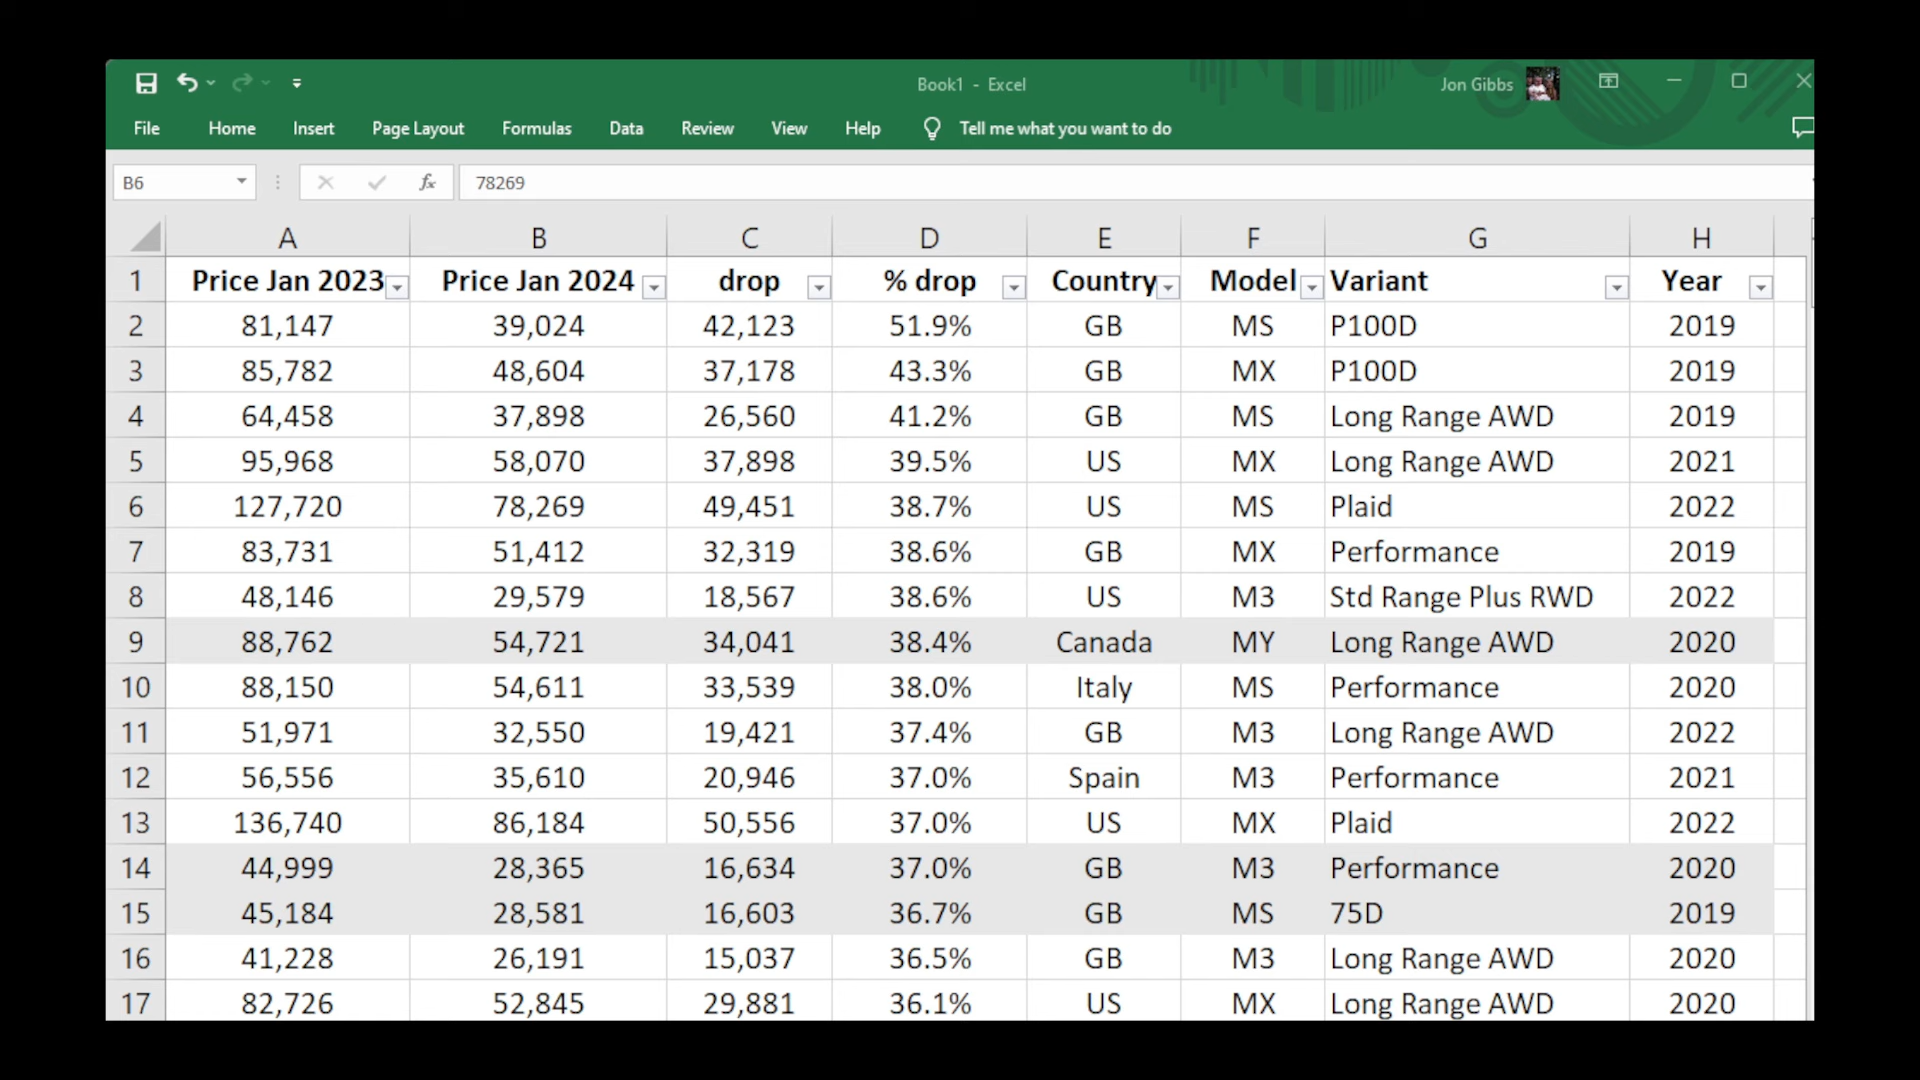 Book1 - Excel
Jon Gibbs
File Home Insert Page Layout Formulas Data Review View Help Tell me what you want to do
B6 fx 78269
A B C D E F G H
1 Price Jan 2023 Price Jan 2024 drop % drop Country Model Variant Year
2 81,147 39,024 42,123 51.9% GB MS P100D 2019
3 85,782 48,604 37,178 43.3% GB MX P100D 2019
4 64,458 37,898 26,560 41.2% GB MS Long Range AWD 2019
5 95,968 58,070 37,898 39.5% US MX Long Range AWD 2021
6 127,720 78,269 49,451 38.7% US MS Plaid 2022
7 83,731 51,412 32,319 38.6% GB MX Performance 2019
8 48,146 29,579 18,567 38.6% US M3 Std Range Plus RWD 2022
9 88,762 54,721 34,041 38.4% Canada MY Long Range AWD 2020
10 88,150 54,611 33,539 38.0% Italy MS Performance 2020
11 51,971 32,550 19,421 37.4% GB M3 Long Range AWD 2022
12 56,556 35,610 20,946 37.0% Spain M3 Performance 2021
13 136,740 86,184 50,556 37.0% US MX Plaid 2022
14 44,999 28,365 16,634 37.0% GB M3 Performance 2020
15 45,184 28,581 16,603 36.7% GB MS 75D 2019
16 41,228 26,191 15,037 36.5% GB M3 Long Range AWD 2020
17 82,726 52,845 29,881 36.1% US MX Long Range AWD 2020